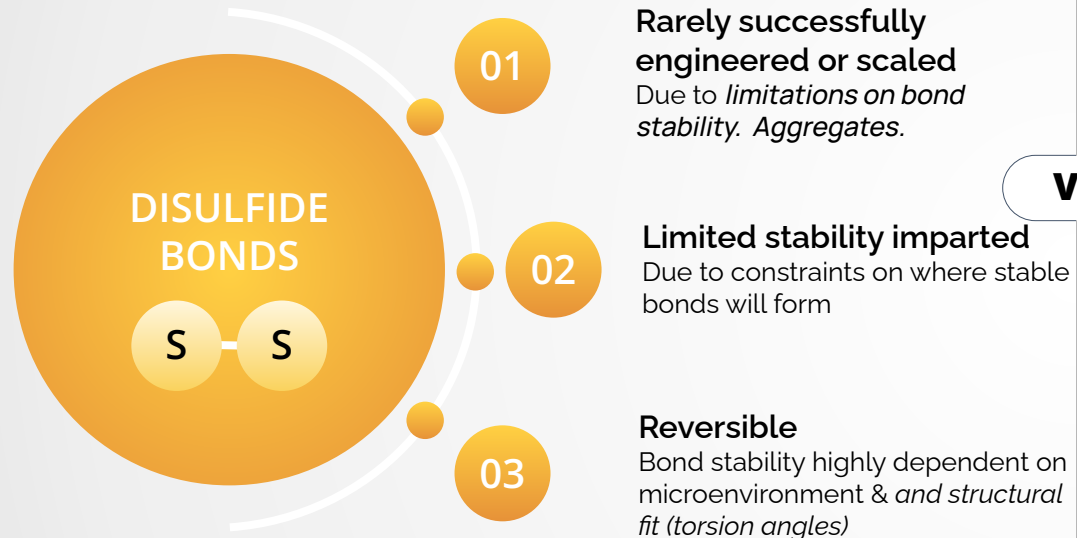 DISULFIDE
BONDS
S S
01
Rarely successfully
engineered or scaled
Due to limitations on bond
stability. Aggregates.
02
Limited stability imparted
Due to constraints on where stable
bonds will form
03
Reversible
Bond stability highly dependent on
microenvironment & and structural
fit (torsion angles)